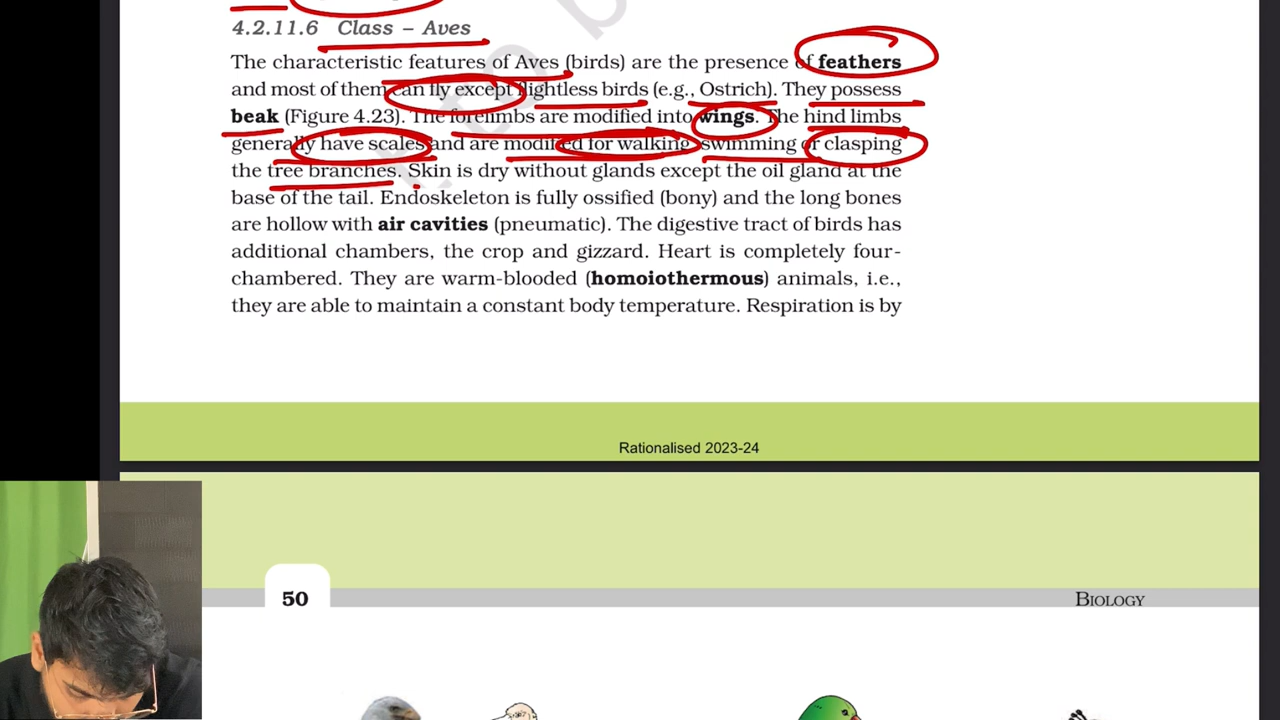 4.2.11.6 Class – Aves
The characteristic features of Aves (birds) are the presence of feathers
and most of them can fly except flightless birds (e.g., Ostrich). They possess
beak (Figure 4.23). The forelimbs are modified into wings. The hind limbs
generally have scales and are modified for walking, swimming or clasping
the tree branches. Skin is dry without glands except the oil gland at the
base of the tail. Endoskeleton is fully ossified (bony) and the long bones
are hollow with air cavities (pneumatic). The digestive tract of birds has
additional chambers, the crop and gizzard. Heart is completely four-
chambered. They are warm-blooded (homoiothermous) animals, i.e.,
they are able to maintain a constant body temperature. Respiration is by
Rationalised 2023-24
50
BIOLOGY